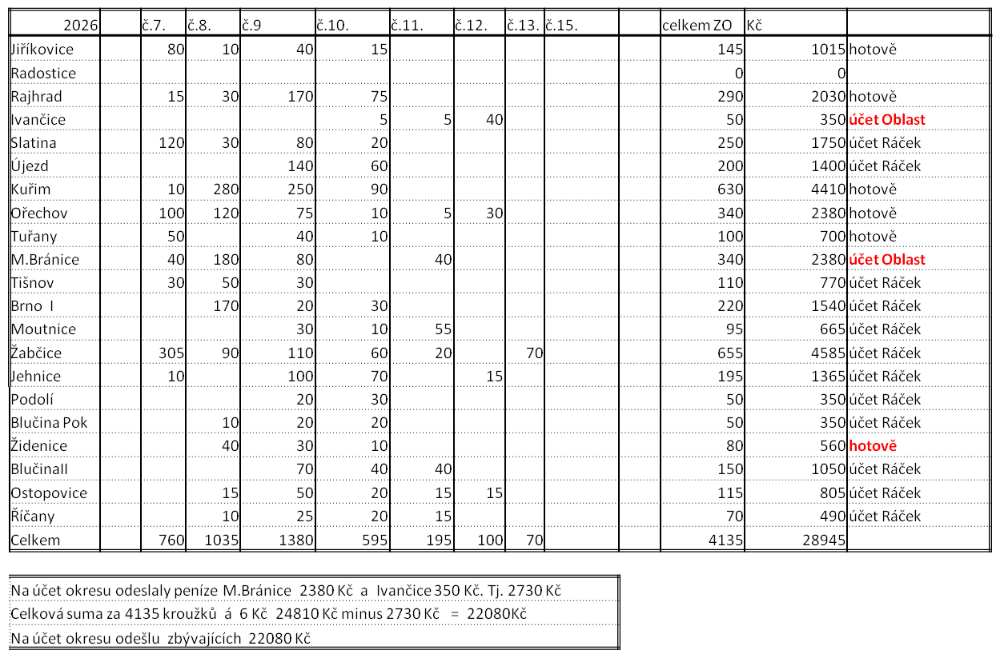 2026 č.7. č.8. č.9 č.10. č.11. č.12. č.13. č.15. celkem ZO Kč
Jiříkovice 80 10 40 15 145 1015 hotově
Radostice 0 0
Rajhrad 15 30 170 75 290 2030 hotově
Ivančice 5 5 40 50 350 účet Oblast
Slatina 120 30 80 20 250 1750 účet Ráček
Újezd 140 60 200 1400 účet Ráček
Kuřim 10 280 250 90 630 4410 hotově
Ořechov 100 120 75 10 5 30 340 2380 hotově
Tuřany 50 40 10 100 700 hotově
M.Bránice 40 180 80 40 340 2380 účet Oblast
Tišnov 30 50 30 110 770 účet Ráček
Brno I 170 20 30 220 1540 účet Ráček
Moutnice 30 10 55 95 665 účet Ráček
Žabčice 305 90 110 60 20 70 655 4585 účet Ráček
Jehnice 10 100 70 15 195 1365 účet Ráček
Podolí 20 30 50 350 účet Ráček
Blučina Pok 10 20 20 50 350 účet Ráček
Židenice 40 30 10 80 560 hotově
BlučinaII 70 40 40 150 1050 účet Ráček
Ostopovice 15 50 20 15 15 115 805 účet Ráček
Říčany 10 25 20 15 70 490 účet Ráček
Celkem 760 1035 1380 595 195 100 70 4135 28945
Na účet okresu odeslaly peníze M.Bránice 2380 Kč a Ivančice 350 Kč. Tj. 2730 Kč
Celková suma za 4135 kroužků á 6 Kč 24810 Kč minus 2730 Kč = 22080Kč
Na účet okresu odešlu zbývajících 22080 Kč